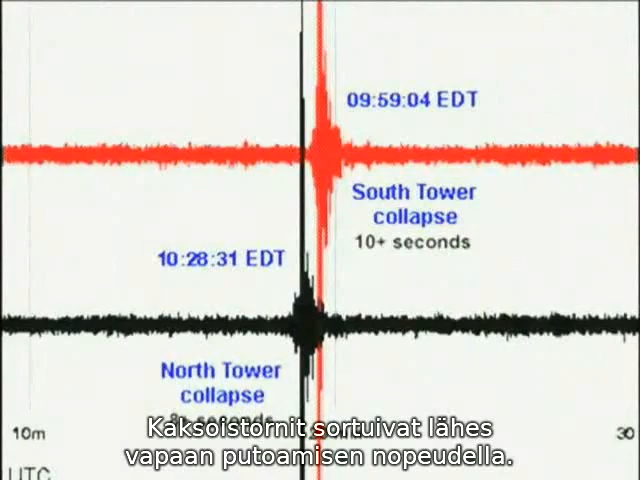 09:59:04 EDT
South Tower
collapse
10+ seconds
10:28:31 EDT
North Tower
collapse
Kaksoistornit sortuivat lähes
vapaan putoamisen nopeudella.
10m
30
UTC